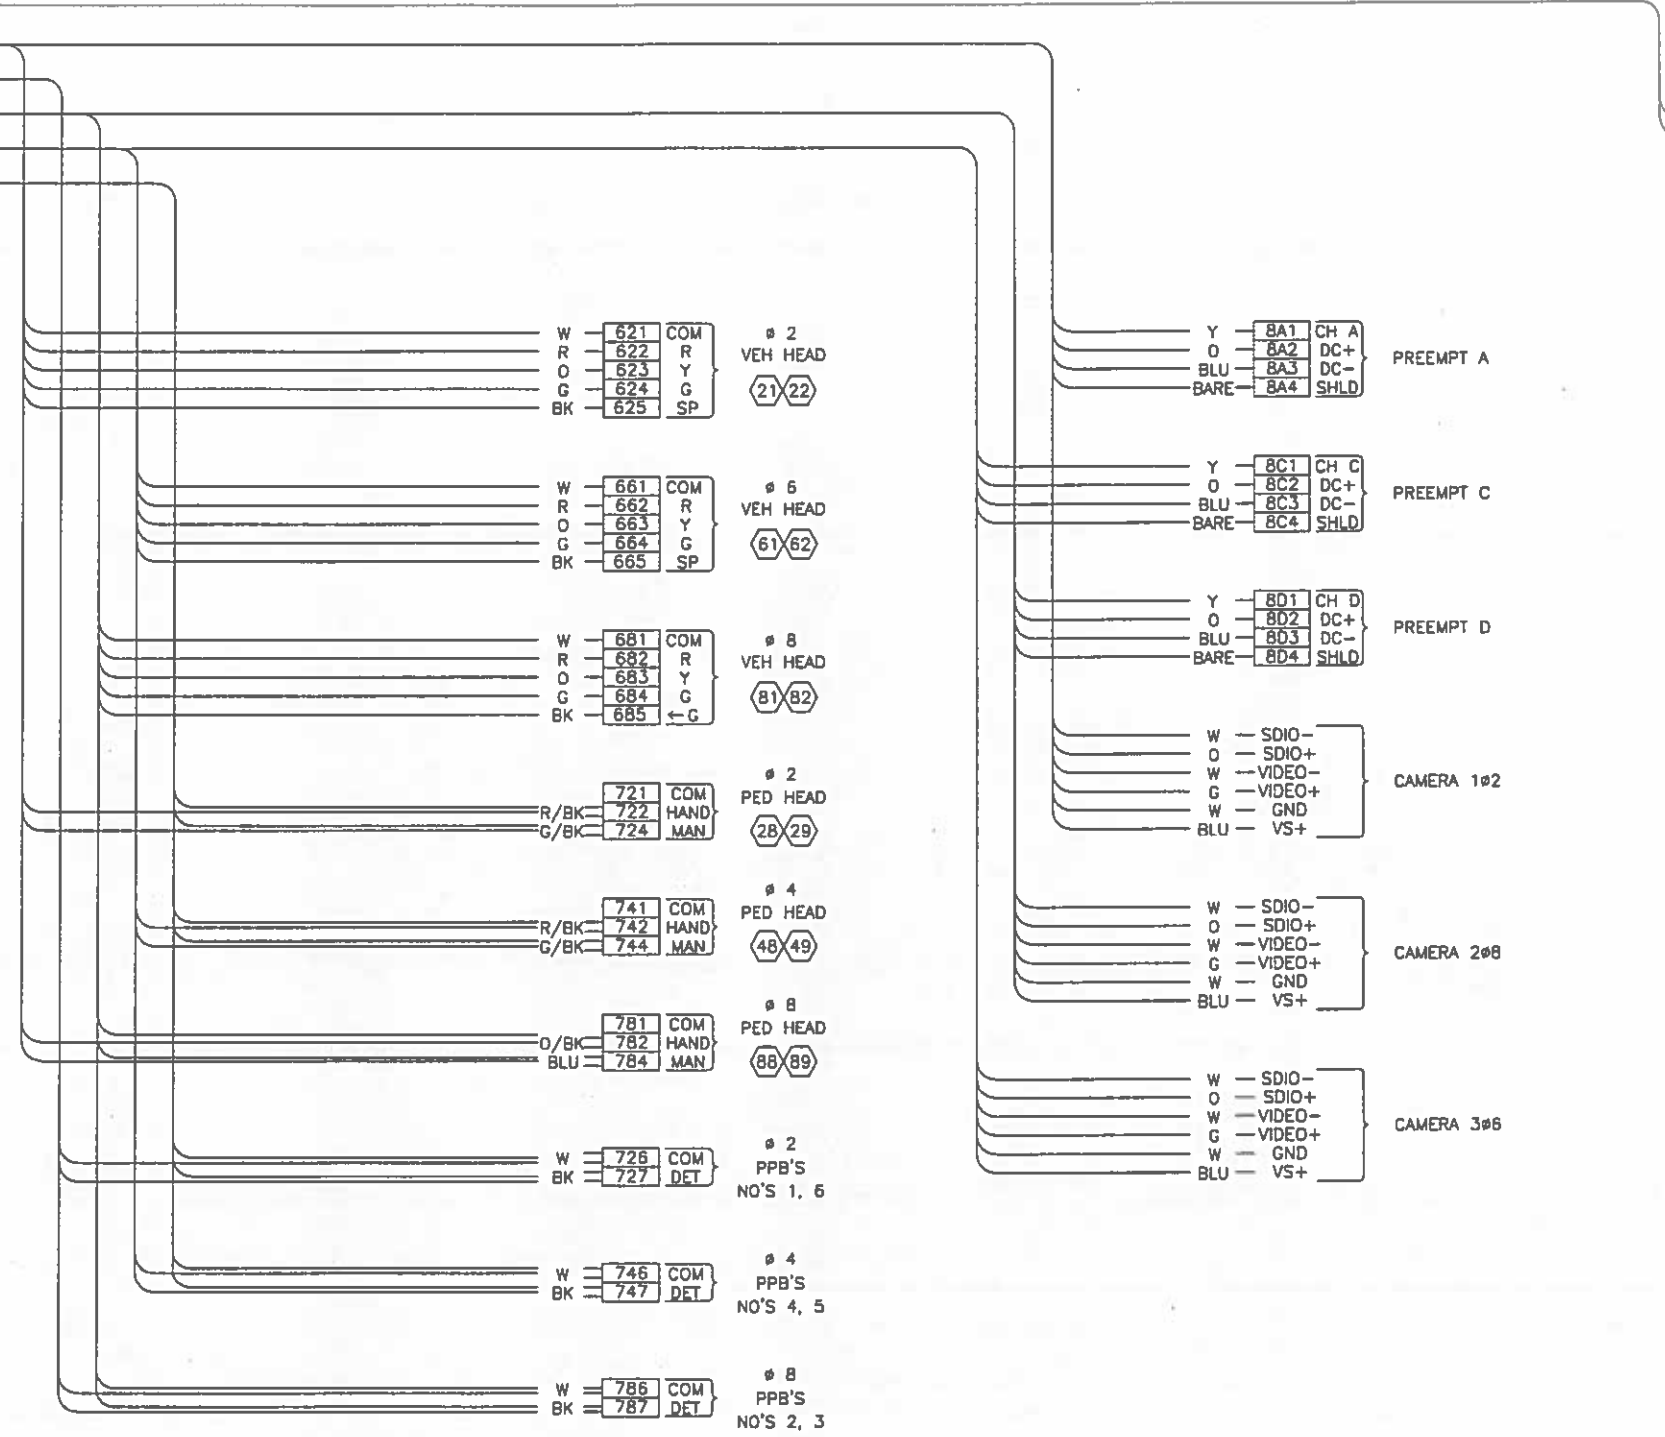 W 621 COM
R 622 R
O 623 Y
G 624 G
BK 625 SP
ø 2
VEH HEAD
21 22
W 661 COM
R 662 R
O 663 Y
G 664 G
BK 665 SP
ø 6
VEH HEAD
61 62
W 681 COM
R 682 R
O 683 Y
G 684 G
BK 685 ←G
ø 8
VEH HEAD
81 82
721 COM
R/BK 722 HAND
G/BK 724 MAN
ø 2
PED HEAD
28 29
741 COM
R/BK 742 HAND
G/BK 744 MAN
ø 4
PED HEAD
48 49
781 COM
O/BK 782 HAND
BLU 784 MAN
ø 8
PED HEAD
88 89
W 726 COM
BK 727 DET
ø 2
PPB'S
NO'S 1, 6
W 746 COM
BK 747 DET
ø 4
PPB'S
NO'S 4, 5
W 786 COM
BK 787 DET
ø 8
PPB'S
NO'S 2, 3
Y 8A1 CH A
O 8A2 DC+
BLU 8A3 DC-
BARE 8A4 SHLD
PREEMPT A
Y 8C1 CH C
O 8C2 DC+
BLU 8C3 DC-
BARE 8C4 SHLD
PREEMPT C
Y 8D1 CH D
O 8D2 DC+
BLU 8D3 DC-
BARE 8D4 SHLD
PREEMPT D
W SDIO-
O SDIO+
W VIDEO-
G VIDEO+
W GND
BLU VS+
CAMERA 1ø2
W SDIO-
O SDIO+
W VIDEO-
G VIDEO+
W GND
BLU VS+
CAMERA 2ø8
W SDIO-
O SDIO+
W VIDEO-
G VIDEO+
W GND
BLU VS+
CAMERA 3ø6